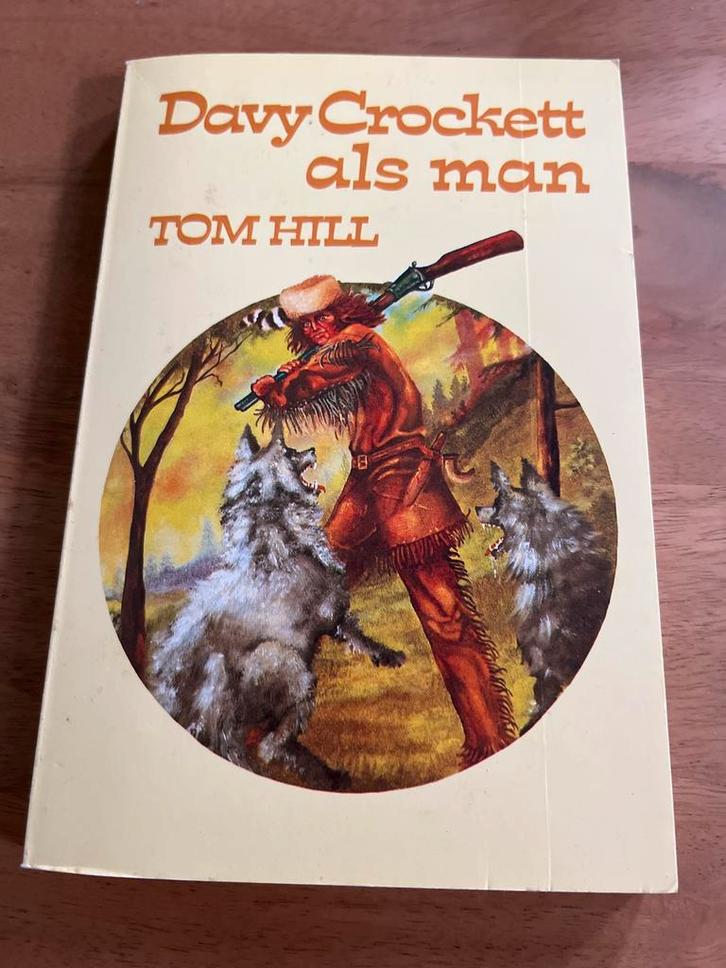 Davy Crockett
als man
TOM HILL